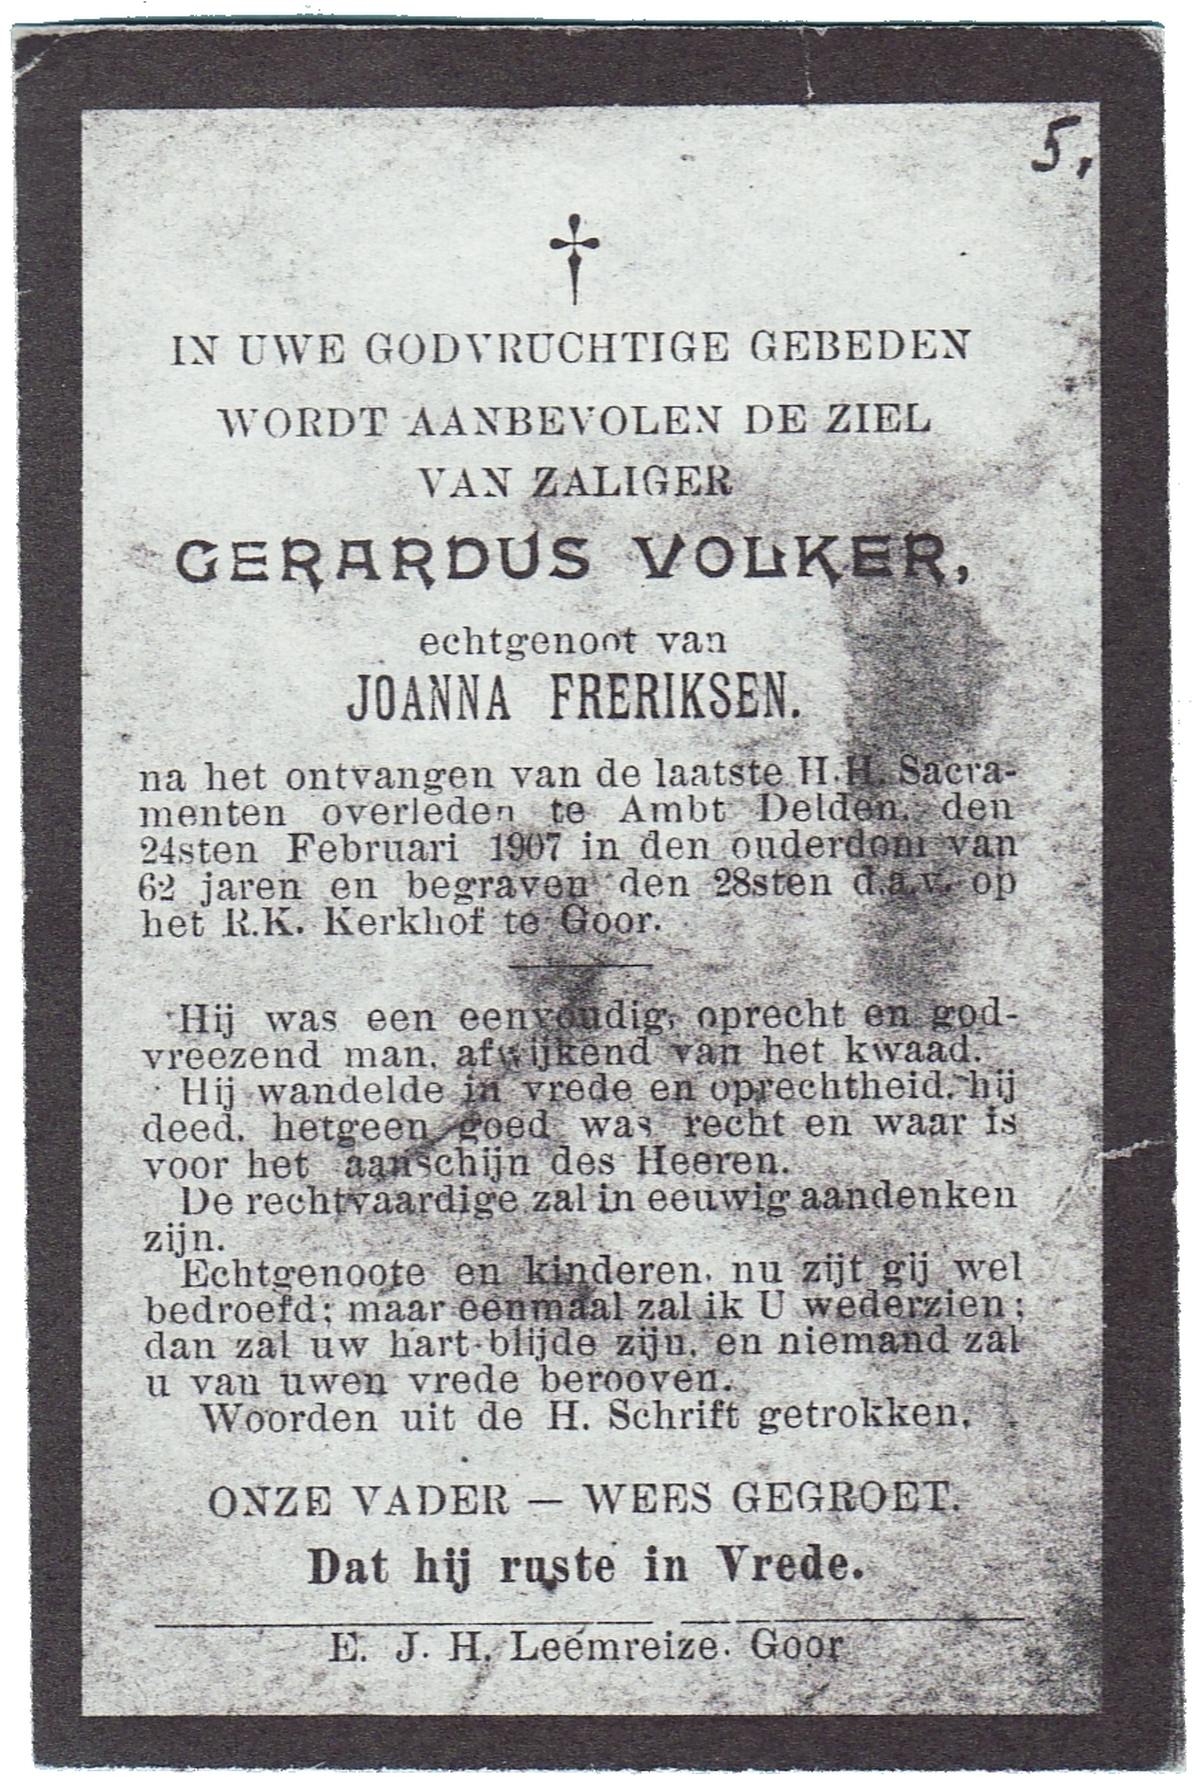 5.
IN UWE GODVRUCHTIGE GEBEDEN
WORDT AANBEVOLEN DE ZIEL
VAN ZALIGER
GERARDUS VOLKER,
echtgenoot van
JOANNA FRERIKSEN.
na het ontvangen van de laatste H.H. Sacra-
menten overleden te Ambt Delden, den
24sten Februari 1907 in den ouderdom van
62 jaren en begraven den 28sten d.a.v. op
het R.K. Kerkhof te Goor.
Hij was een eenvoudig, oprecht en god-
vreezend man, afwijkend van het kwaad.
Hij wandelde in vrede en oprechtheid, hij
deed, hetgeen goed was recht en waar is
voor het aanschijn des Heeren.
De rechtvaardige zal in eeuwig aandenken
zijn.
Echtgenoote en kinderen, nu zijt gij wel
bedroefd; maar eenmaal zal ik U wederzien;
dan zal uw hart blijde zijn, en niemand zal
u van uwen vrede berooven.
Woorden uit de H. Schrift getrokken.
ONZE VADER — WEES GEGROET.
Dat hij ruste in Vrede.
E. J. H. Leemreize. Goor